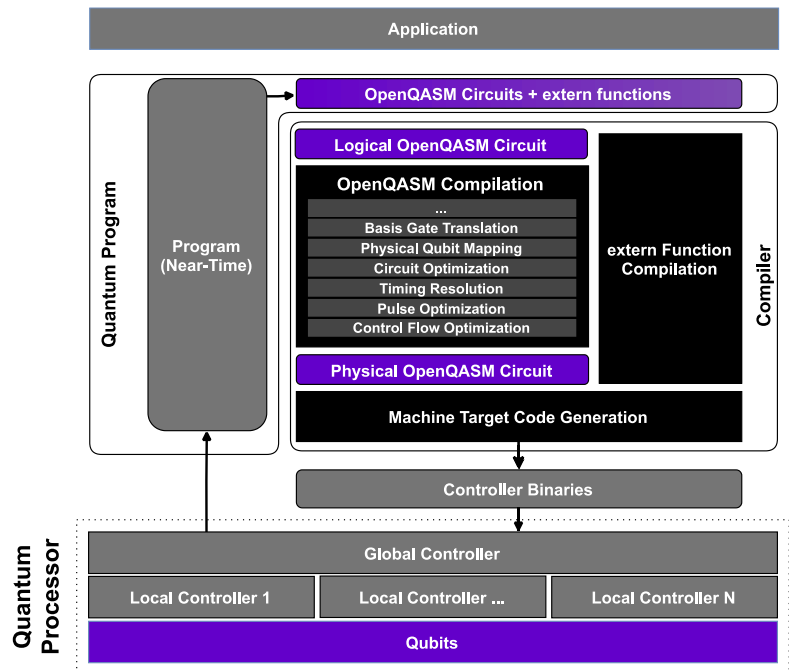 Application
OpenQASM Circuits + extern functions
Quantum Program
Program
(Near-Time)
Logical OpenQASM Circuit
OpenQASM Compilation
...
Basis Gate Translation
Physical Qubit Mapping
Circuit Optimization
Timing Resolution
Pulse Optimization
Control Flow Optimization
Physical OpenQASM Circuit
extern Function
Compilation
Compiler
Machine Target Code Generation
Controller Binaries
Quantum
Processor
Global Controller
Local Controller 1
Local Controller ...
Local Controller N
Qubits